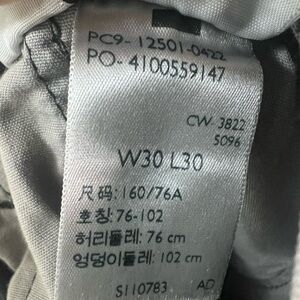 PC9- 12501-0422
PO- 4100559147
CW- 3822
5096
W30 L30
尺码: 160/76A
호칭: 76-102
허리둘레: 76 cm
엉덩이둘레: 102 cm
S110783 AD